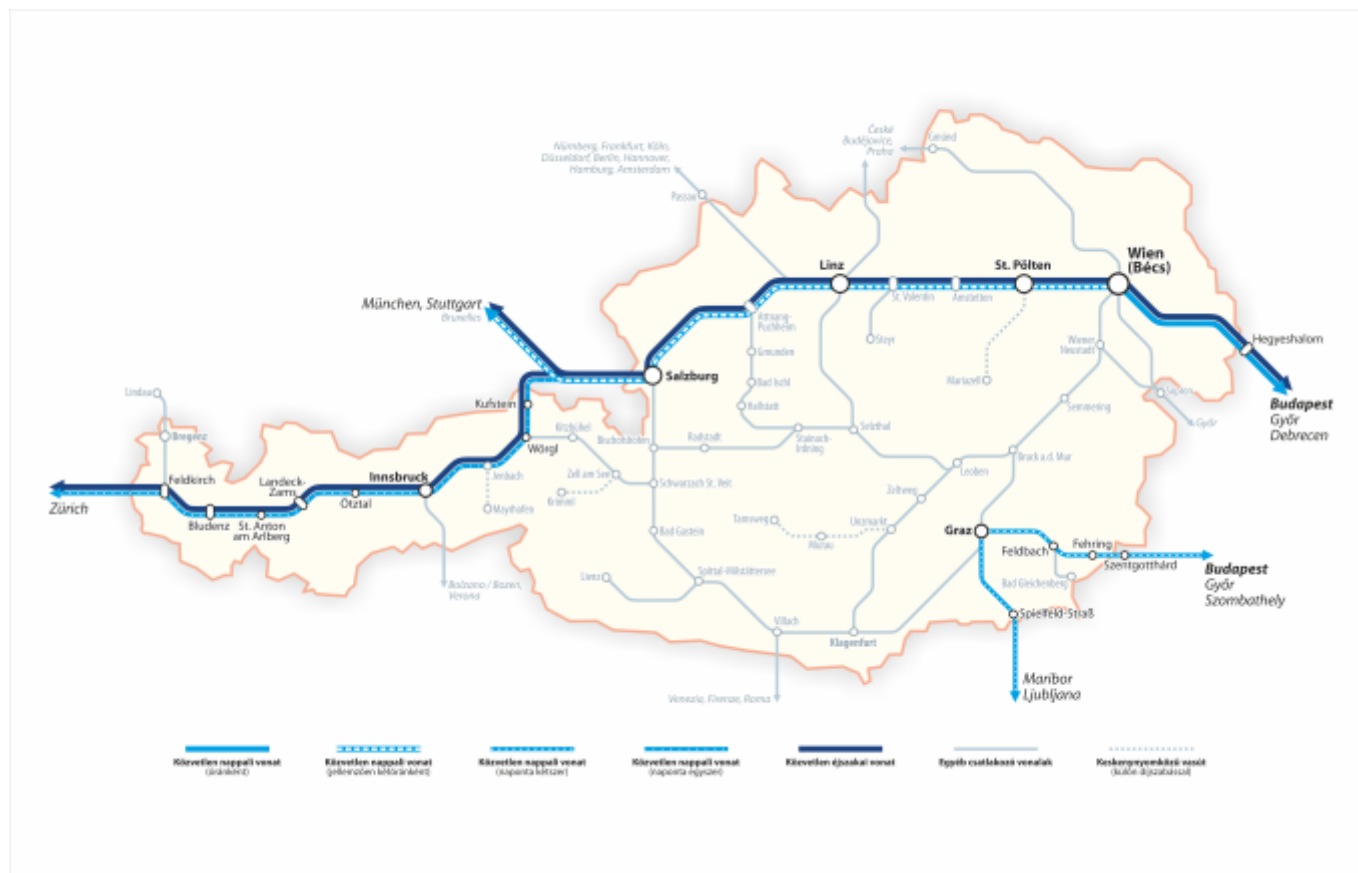 České
Budějovice,
Praha
Gmünd
Nürnberg, Frankfurt, Köln,
Düsseldorf, Berlin, Hannover,
Hamburg, Amsterdam
Passau
Wien
(Bécs)
Linz
St. Pölten
St. Valentin
Amstetten
München, Stuttgart
Bruxelles
Attnang-
Puchheim
Steyr
Wiener
Neustadt
Hegyeshalom
Gmunden
Salzburg
Mariazell
Bad Ischl
Lindau
Sopron
Budapest
Győr
Debrecen
Kufstein
Hallstatt
Semmering
Győr
Bregenz
Kitzbühel
Wörgl
Bischofshofen
Radstadt
Stainach-
Irdning
Selzthal
Bruck a.d. Mur
Feldkirch
Landeck-
Zams
Innsbruck
Jenbach
Zell am See
Schwarzach St. Veit
Leoben
Zürich
Ötztal
Krimml
Mayrhofen
Zeltweg
Bludenz
St. Anton
am Arlberg
Tamsweg
Unzmarkt
Bad Gastein
Murau
Graz
Feldbach
Fehring
Szentgotthárd
Budapest
Győr
Szombathely
Lienz
Spittal-Millstättersee
Bad Gleichenberg
Bolzano / Bozen,
Verona
Spielfeld-Straß
Villach
Klagenfurt
Maribor
Ljubljana
Venezia, Firenze, Roma
Közvetlen nappali vonat
(óránként)
Közvetlen nappali vonat
(jellemzően kétóránként)
Közvetlen nappali vonat
(naponta kétszer)
Közvetlen nappali vonat
(naponta egyszer)
Közvetlen éjszakai vonat
Egyéb csatlakozó vonalak
Keskenynyomközű vasút
(külön díjszabással)